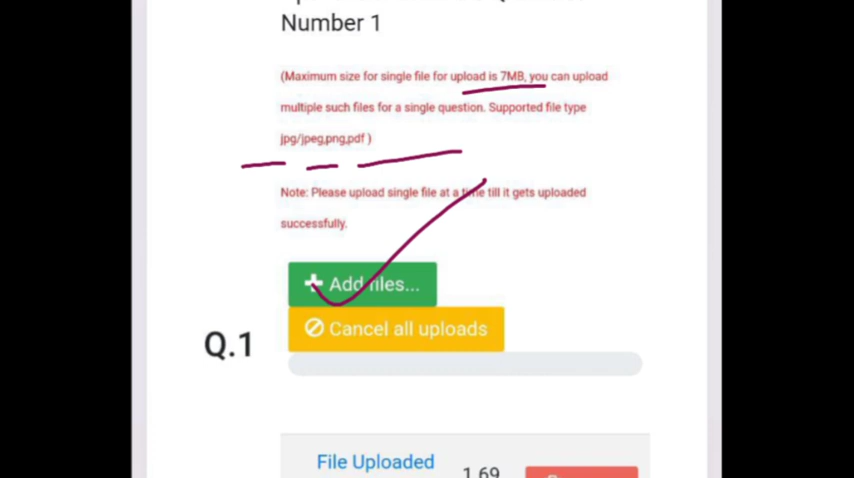 Number 1
(Maximum size for single file for upload is 7MB, you can upload
multiple such files for a single question. Supported file type
jpg/jpeg,png,pdf )
Note: Please upload single file at a time till it gets uploaded
successfully.
Add files...
Cancel all uploads
Q.1
File Uploaded
1.69